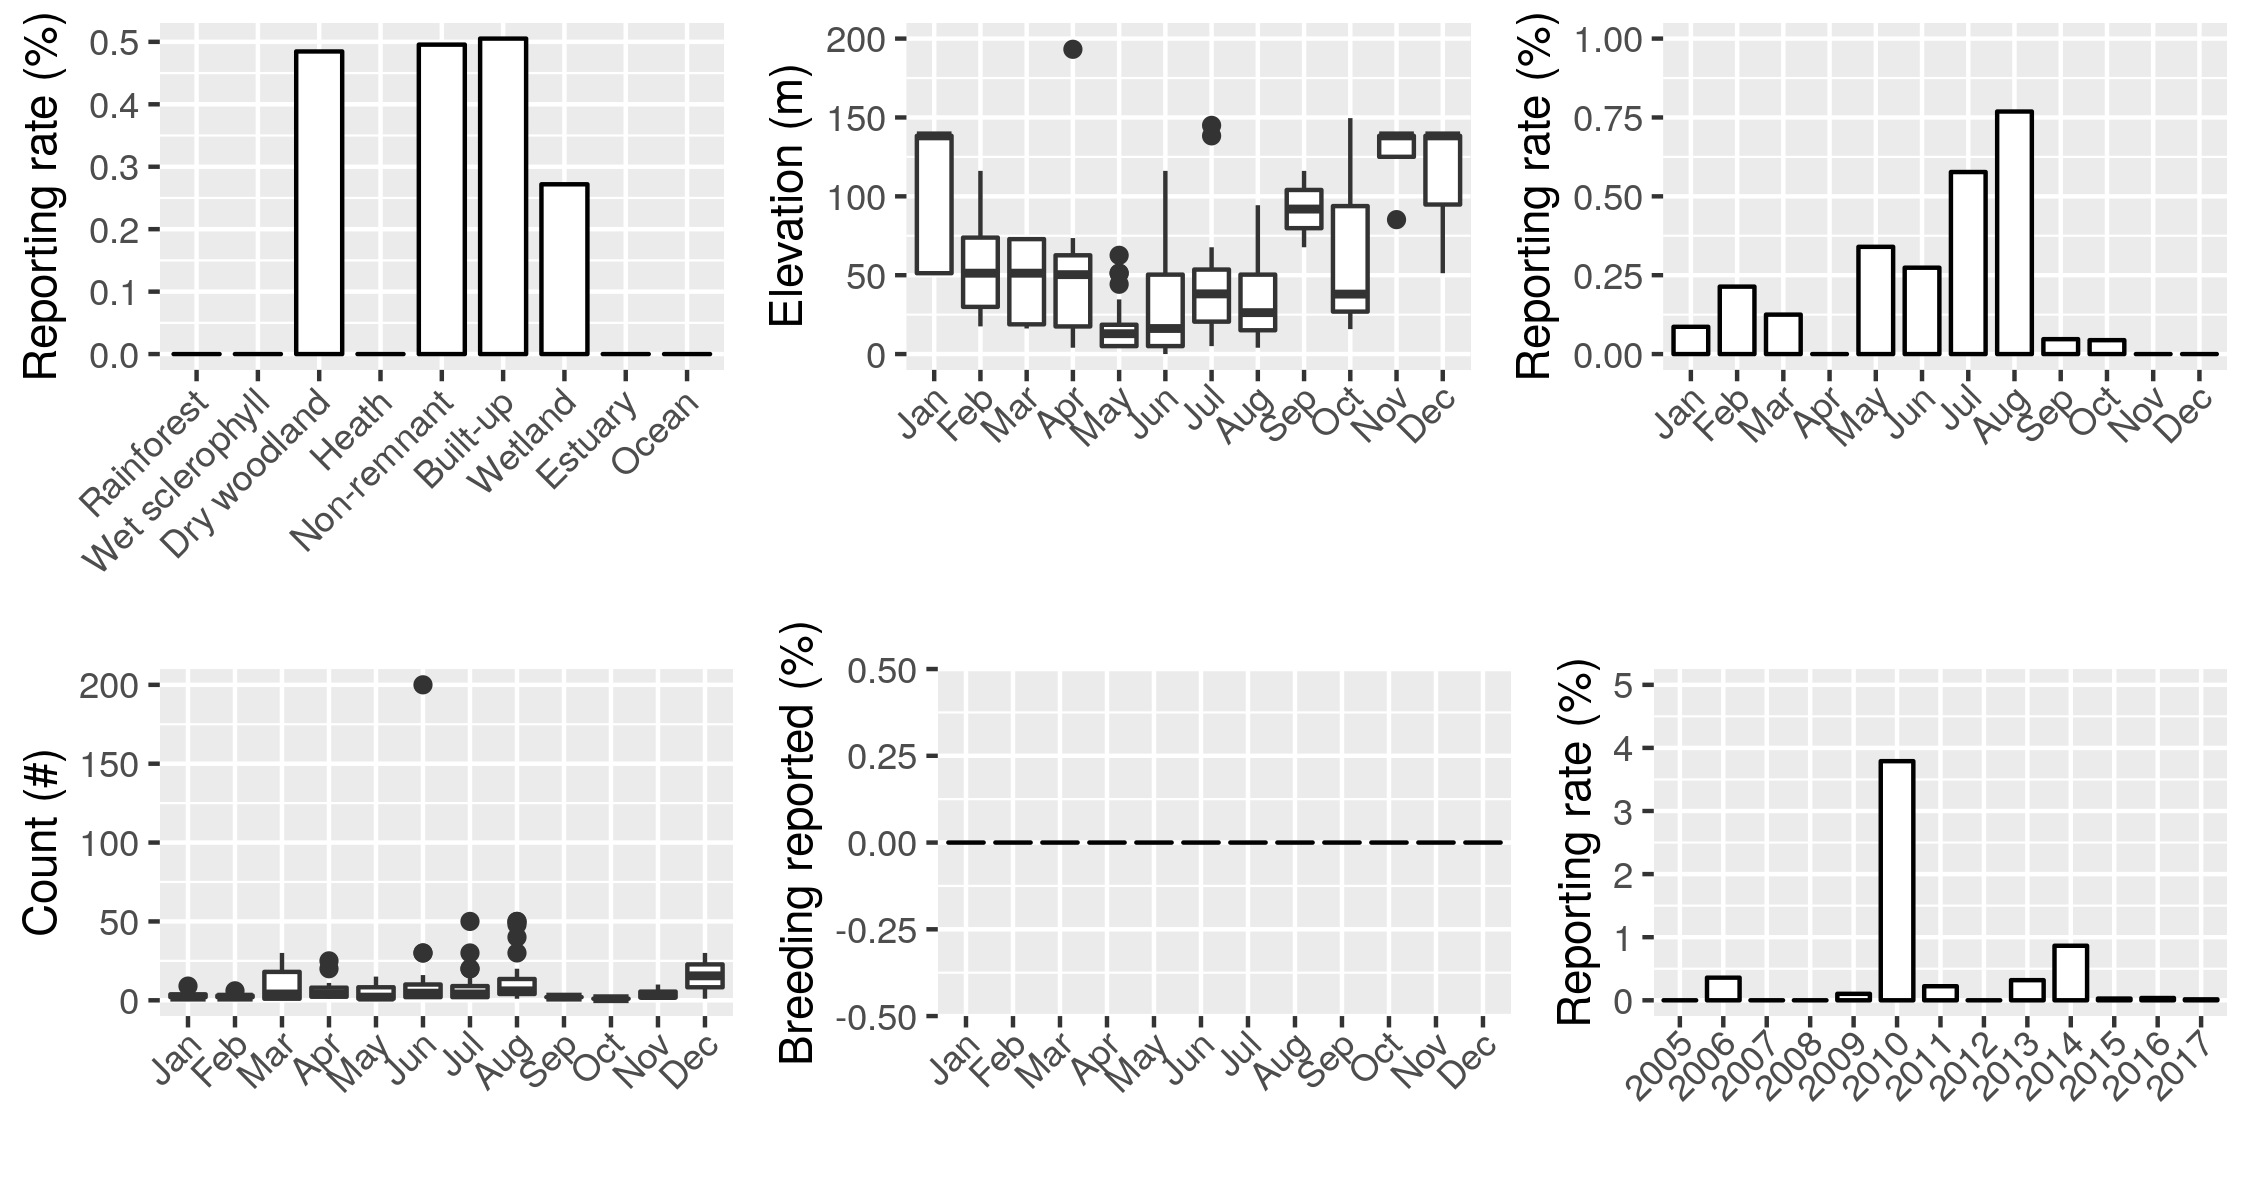 Reporting rate (%)
0.5
0.4
0.3
0.2
0.1
0.0
Rainforest
Wet sclerophyll
Dry woodland
Heath
Non-remnant
Built-up
Wetland
Estuary
Ocean
Elevation (m)
200
150
100
50
0
Jan
Feb
Mar
Apr
May
Jun
Jul
Aug
Sep
Oct
Nov
Dec
Reporting rate (%)
1.00
0.75
0.50
0.25
0.00
Jan
Feb
Mar
Apr
May
Jun
Jul
Aug
Sep
Oct
Nov
Dec
Count (#)
200
150
100
50
0
Jan
Feb
Mar
Apr
May
Jun
Jul
Aug
Sep
Oct
Nov
Dec
Breeding reported (%)
0.50
0.25
0.00
-0.25
-0.50
Jan
Feb
Mar
Apr
May
Jun
Jul
Aug
Sep
Oct
Nov
Dec
Reporting rate (%)
5
4
3
2
1
0
2005
2006
2007
2008
2009
2010
2011
2012
2013
2014
2015
2016
2017